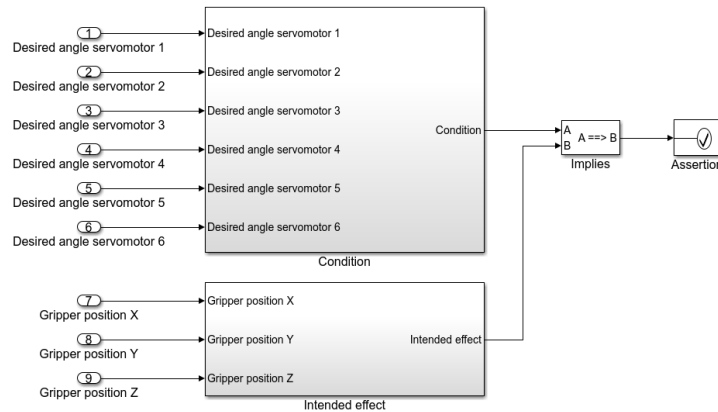 1
Desired angle servomotor 1
2
Desired angle servomotor 2
3
Desired angle servomotor 3
4
Desired angle servomotor 4
5
Desired angle servomotor 5
6
Desired angle servomotor 6
Desired angle servomotor 1
Desired angle servomotor 2
Desired angle servomotor 3
Desired angle servomotor 4
Desired angle servomotor 5
Desired angle servomotor 6
Condition
Condition
7
Gripper position X
8
Gripper position Y
9
Gripper position Z
Gripper position X
Gripper position Y
Gripper position Z
Intended effect
Intended effect
A
B
A ==> B
Implies
Assertion